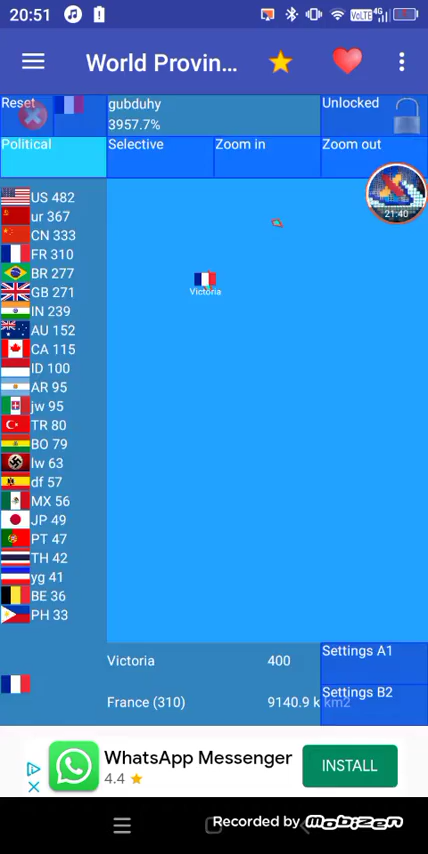 20:51
VoLTE 4G
World Provin...
Reset
gubduhy
3957.7%
Unlocked
Political
Selective
Zoom in
Zoom out
21:40
US 482
ur 367
CN 333
FR 310
BR 277
GB 271
IN 239
AU 152
CA 115
ID 100
AR 95
jw 95
TR 80
BO 79
lw 63
df 57
MX 56
JP 49
PT 47
TH 42
yg 41
BE 36
PH 33
Victoria
Victoria
400
Settings A1
France (310)
9140.9 k km2
Settings B2
WhatsApp Messenger
4.4
INSTALL
Recorded by MOBIZEN